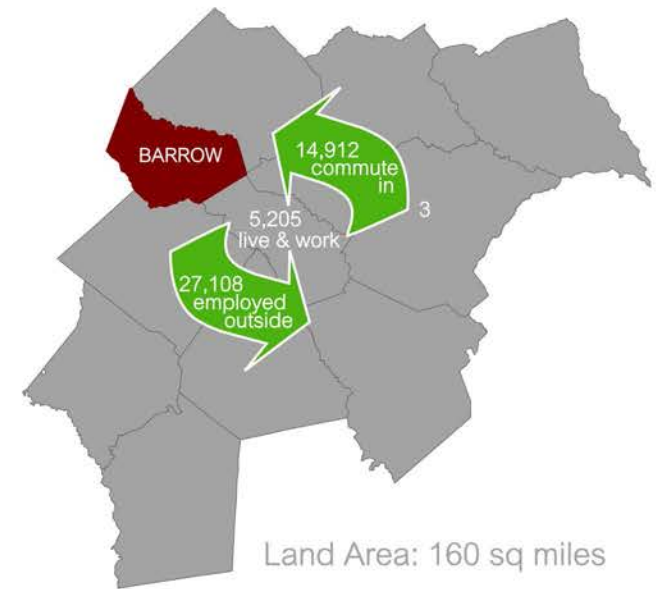 BARROW
14,912
commute
in
3
5,205
live & work
27,108
employed
outside
Land Area: 160 sq miles